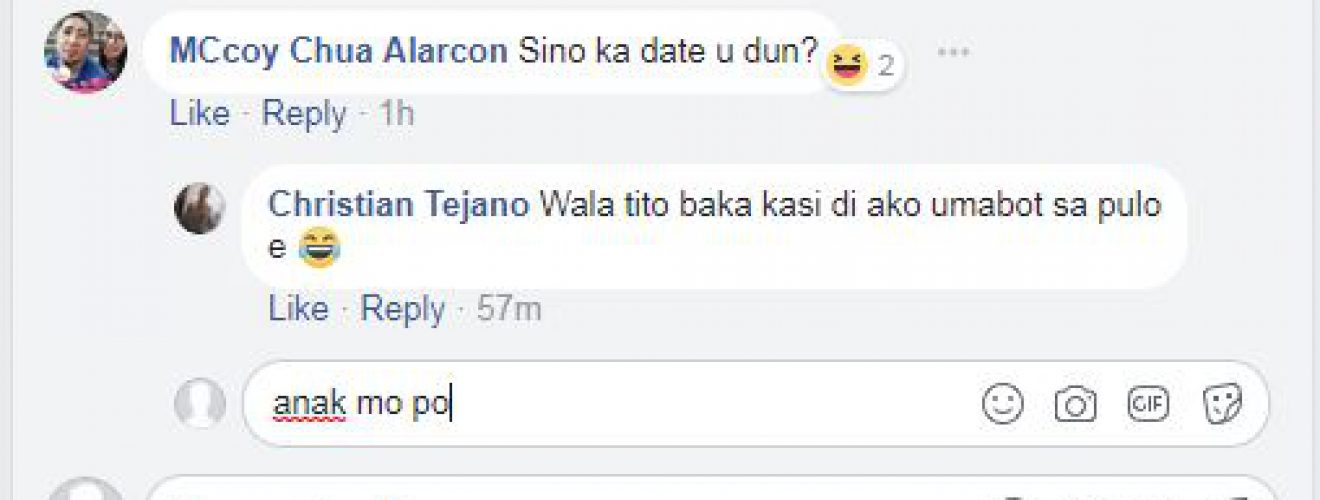 MCcoy Chua Alarcon Sino ka date u dun?
2
Like · Reply · 1h
Christian Tejano Wala tito baka kasi di ako umabot sa pulo
e
Like · Reply · 57m
anak mo po
GIF